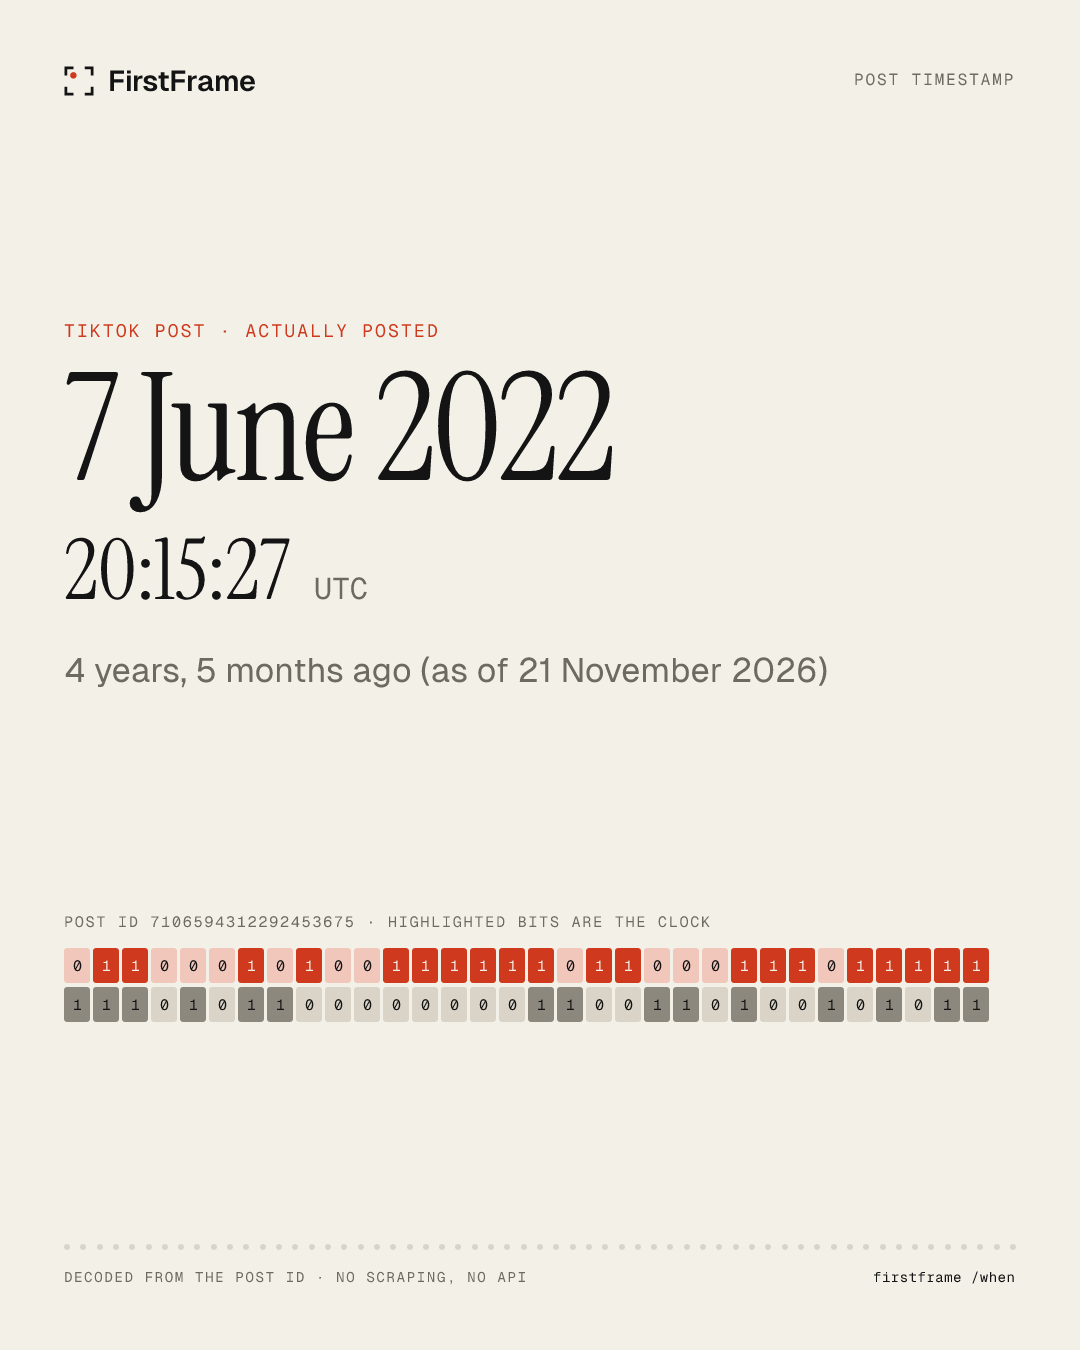 FirstFrame
POST TIMESTAMP
TIKTOK POST · ACTUALLY POSTED
7 June 2022
20:15:27 UTC
4 years, 5 months ago (as of 21 November 2026)
POST ID 7106594312292453675 · HIGHLIGHTED BITS ARE THE CLOCK
0 1 1 0 0 0 1 0 1 0 0 1 1 1 1 1 1 0 1 1 0 0 0 1 1 1 0 1 1 1 1 1
1 1 1 0 1 0 1 1 0 0 0 0 0 0 0 0 1 1 0 0 1 1 0 1 0 0 1 0 1 0 1 1
DECODED FROM THE POST ID · NO SCRAPING, NO API
firstframe /when